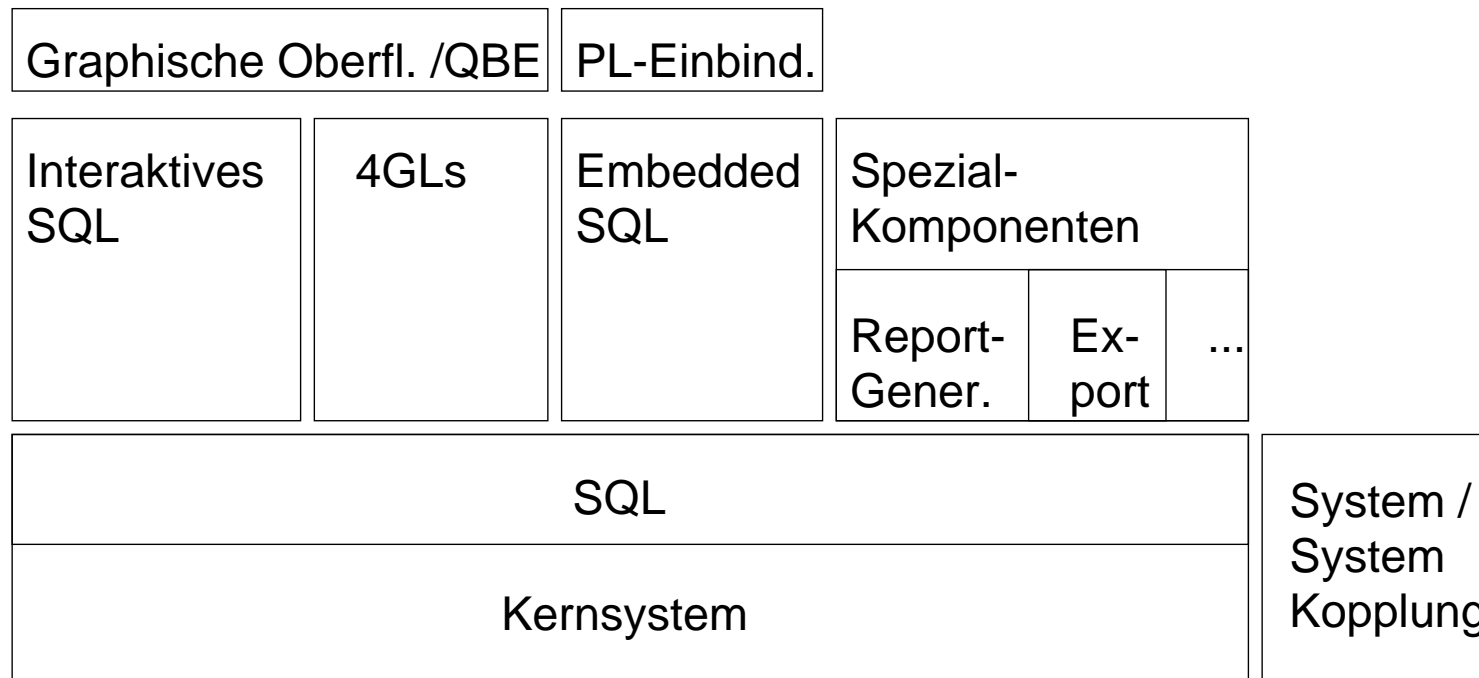 Graphische Oberfl. /QBE
PL-Einbind.
Interaktives
SQL
4GLs
Embedded
SQL
Spezial-
Komponenten
Report-
Gener.
Ex-
port
...
SQL
Kernsystem
System /
System
Kopplung